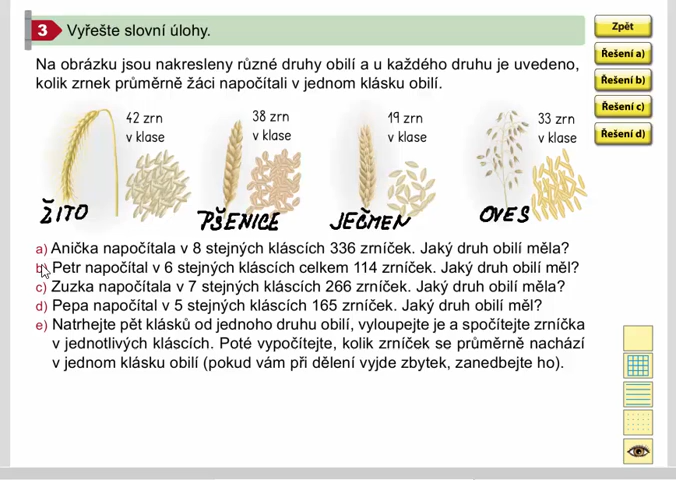 3 Vyřešte slovní úlohy.
Zpět
Řešení a)
Řešení b)
Řešení c)
Řešení d)
Na obrázku jsou nakresleny různé druhy obilí a u každého druhu je uvedeno,
kolik zrnek průměrně žáci napočítali v jednom klásku obilí.
42 zrn
v klase
38 zrn
v klase
19 zrn
v klase
33 zrn
v klase
ŽITO
PŠENICE
JEČMEN
OVES
a) Anička napočítala v 8 stejných kláscích 336 zrníček. Jaký druh obilí měla?
b) Petr napočítal v 6 stejných kláscích celkem 114 zrníček. Jaký druh obilí měl?
c) Zuzka napočítala v 7 stejných kláscích 266 zrníček. Jaký druh obilí měla?
d) Pepa napočítal v 5 stejných kláscích 165 zrníček. Jaký druh obilí měl?
e) Natrhejte pět klásků od jednoho druhu obilí, vyloupejte je a spočítejte zrníčka
v jednotlivých kláscích. Poté vypočítejte, kolik zrníček se průměrně nachází
v jednom klásku obilí (pokud vám při dělení vyjde zbytek, zanedbejte ho).